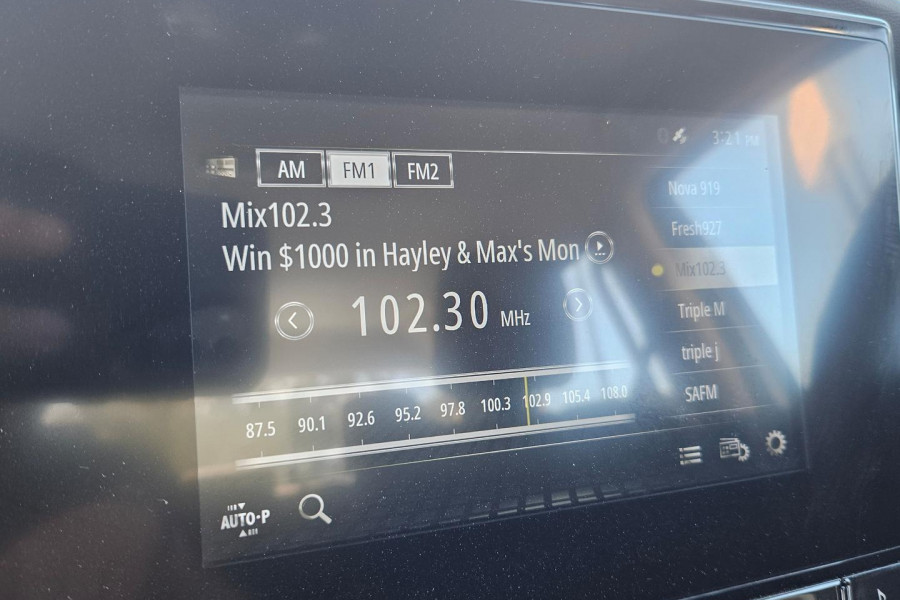 3:21 PM
AM FM1 FM2
Mix102.3
Win $1000 in Hayley & Max's Mon
102.30 MHz
87.5 90.1 92.6 95.2 97.8 100.3 102.9 105.4 108.0
AUTO-P
Nova 919
Fresh927
Mix102.3
Triple M
triple j
SAFM